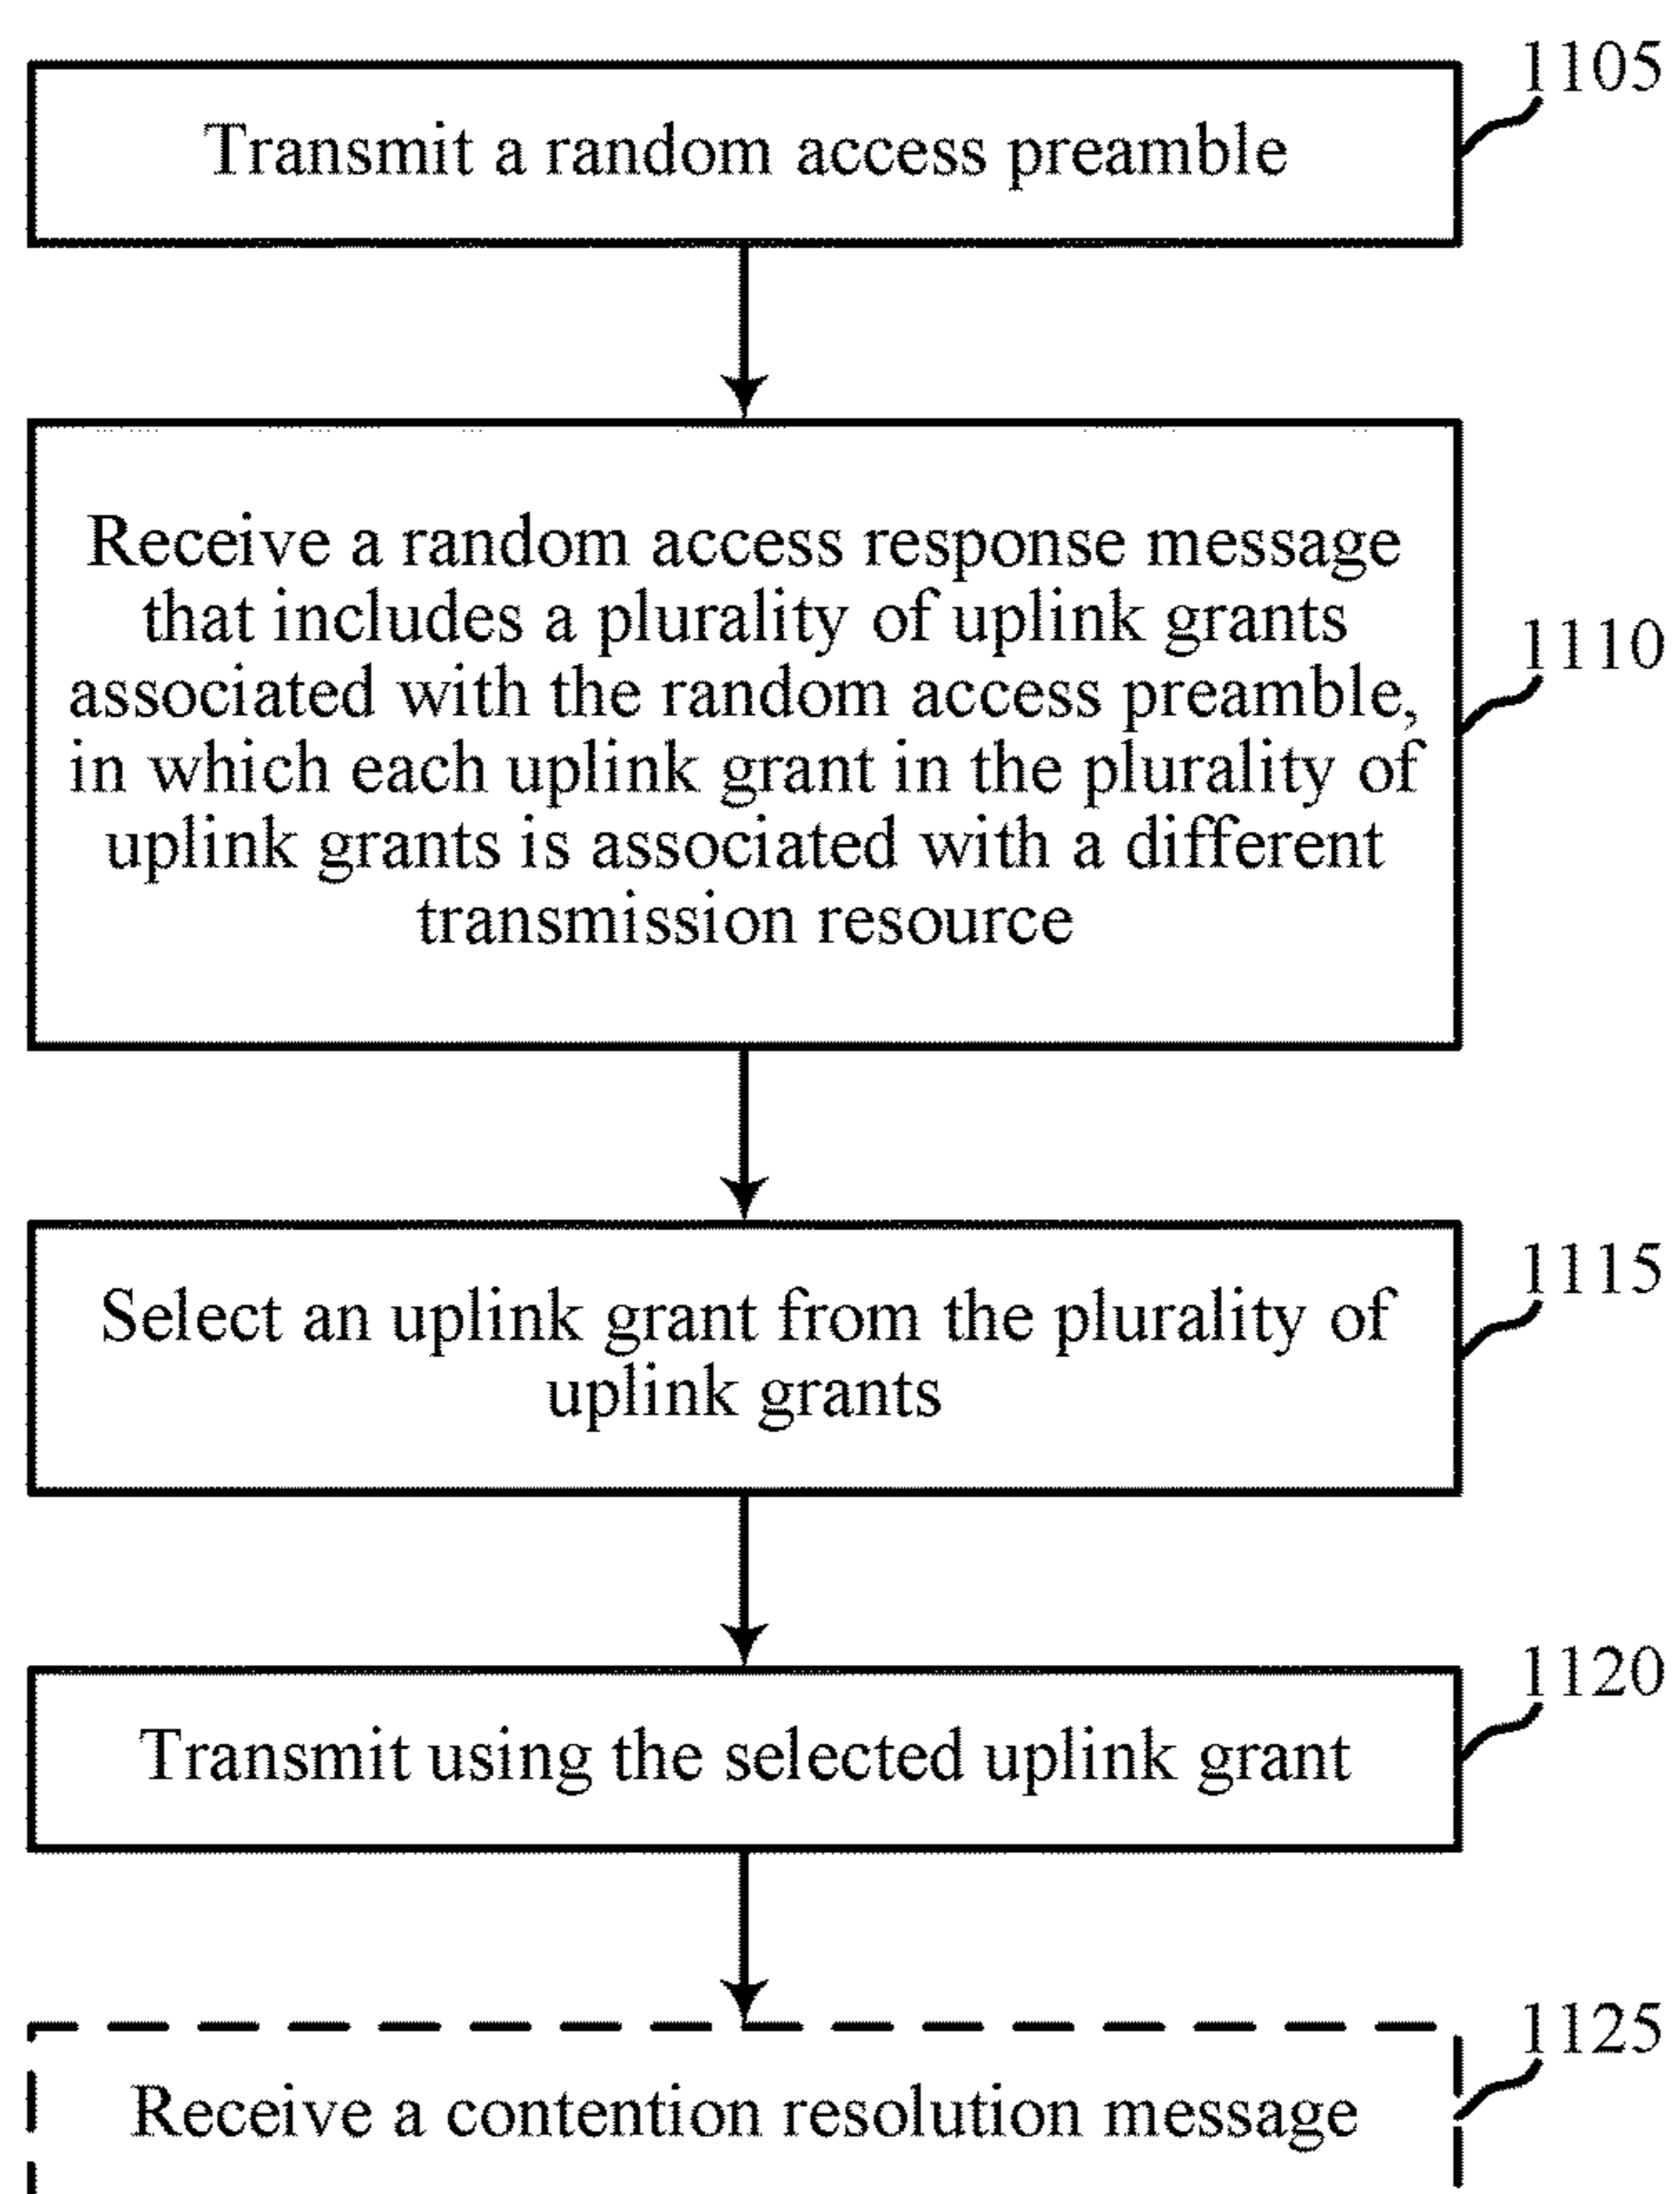 1105
Transmit a random access preamble
Receive a random access response message
that includes a plurality of uplink grants
associated with the random access preamble,
in which each uplink grant in the plurality of
uplink grants is associated with a different
transmission resource
1110
Select an uplink grant from the plurality of
uplink grants
1115
Transmit using the selected uplink grant
1120
Receive a contention resolution message
1125